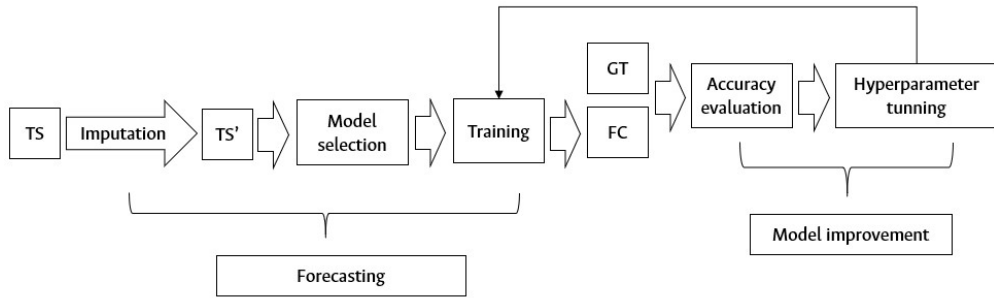 TS
Imputation
TS’
Model
selection
Training
GT
FC
Accuracy
evaluation
Hyperparameter
tunning
Forecasting
Model improvement